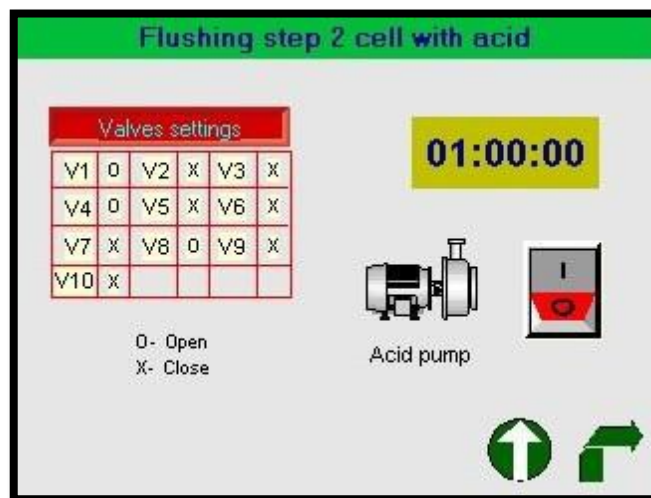 Flushing step 2 cell with acid
Valves settings
01:00:00
V1 O V2 X V3 X
V4 O V5 X V6 X
V7 X V8 O V9 X
V10 X
I
O
O- Open
X- Close
Acid pump